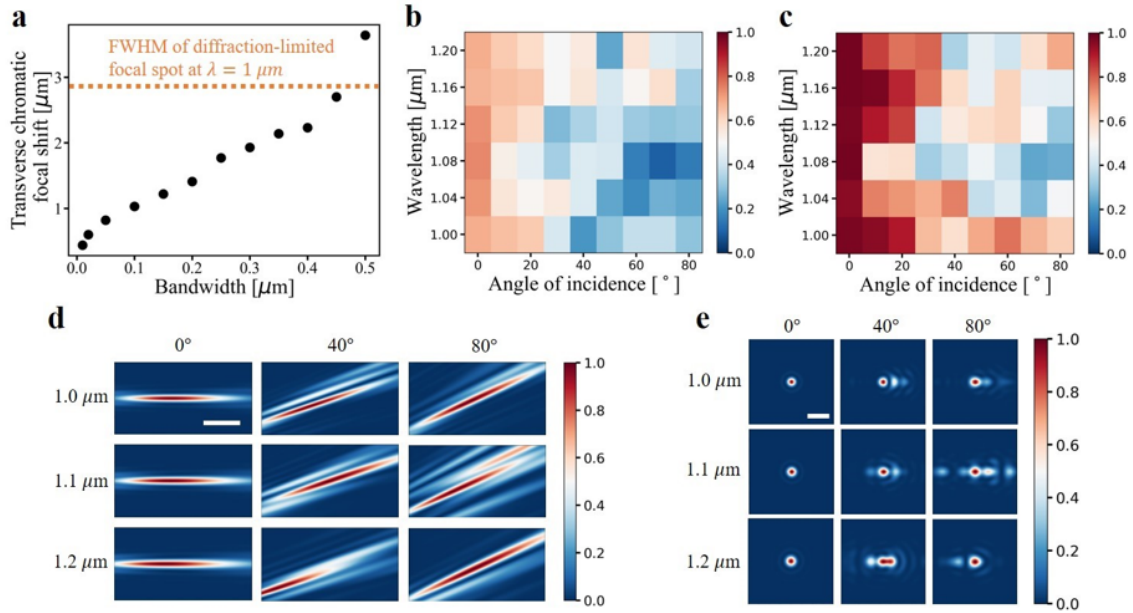 a
FWHM of diffraction-limited
focal spot at λ = 1 μm
Transverse chromatic
focal shift [μm]
3
2
1
0.0 0.1 0.2 0.3 0.4 0.5
Bandwidth [μm]
b
Wavelength [μm]
1.20
1.16
1.12
1.08
1.04
1.00
0 20 40 60 80
Angle of incidence [ ° ]
1.0
0.8
0.6
0.4
0.2
0.0
c
Wavelength [μm]
1.20
1.16
1.12
1.08
1.04
1.00
0 20 40 60 80
Angle of incidence [ ° ]
1.0
0.8
0.6
0.4
0.2
0.0
d
0° 40° 80°
1.0 μm
1.1 μm
1.2 μm
1.0
0.8
0.6
0.4
0.2
0.0
e
0° 40° 80°
1.0 μm
1.1 μm
1.2 μm
1.0
0.8
0.6
0.4
0.2
0.0